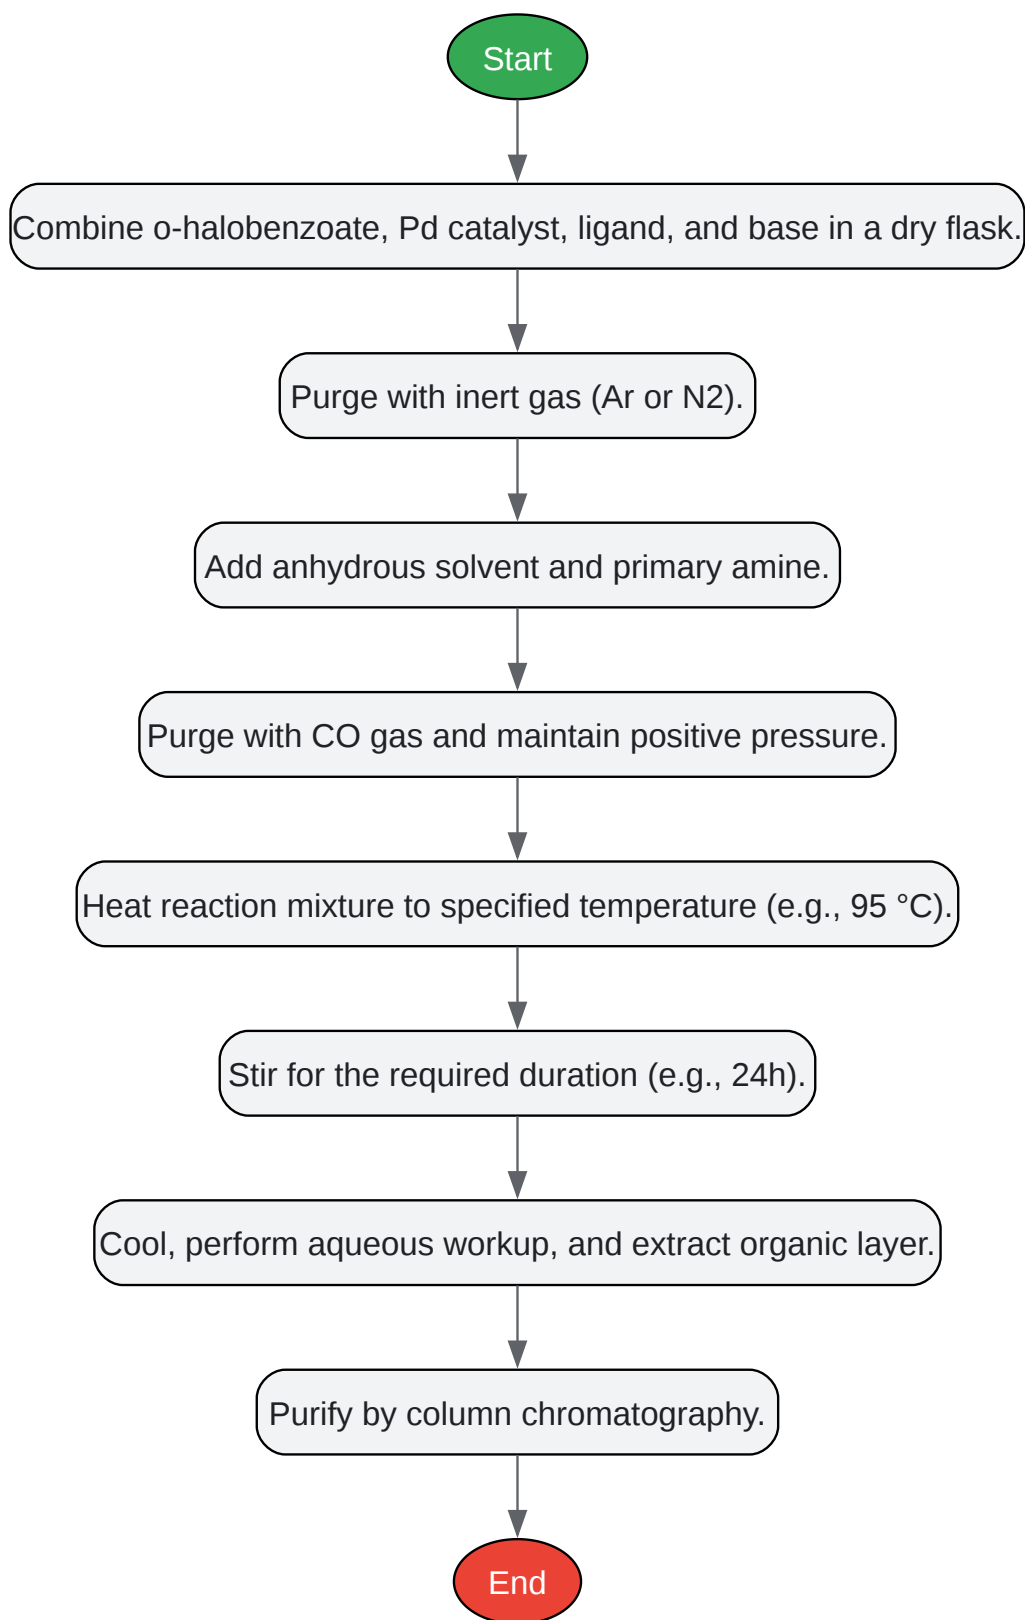 Start
Combine o-halobenzoate, Pd catalyst, ligand, and base in a dry flask.
Purge with inert gas (Ar or N2).
Add anhydrous solvent and primary amine.
Purge with CO gas and maintain positive pressure.
Heat reaction mixture to specified temperature (e.g., 95 °C).
Stir for the required duration (e.g., 24h).
Cool, perform aqueous workup, and extract organic layer.
Purify by column chromatography.
End